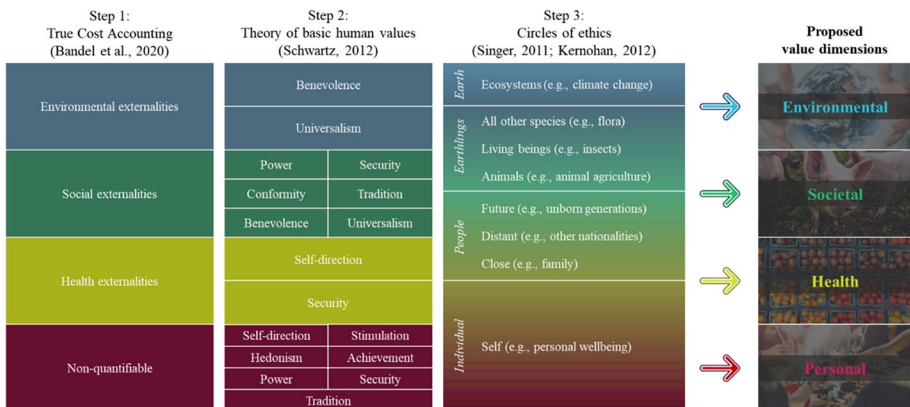 Step 1:
True Cost Accounting
(Bandel et al., 2020)
Environmental externalities
Social externalities
Health externalities
Non-quantifiable
Step 2:
Theory of basic human values
(Schwartz, 2012)
Benevolence
Universalism
Power
Security
Conformity
Tradition
Benevolence
Universalism
Self-direction
Security
Self-direction
Stimulation
Hedonism
Achievement
Power
Security
Tradition
Step 3:
Circles of ethics
(Singer, 2011; Kernohan, 2012)
Earth
Ecosystems (e.g., climate change)
Earthlings
All other species (e.g., flora)
Living beings (e.g., insects)
Animals (e.g., animal agriculture)
People
Future (e.g., unborn generations)
Distant (e.g., other nationalities)
Close (e.g., family)
Individual
Self (e.g., personal wellbeing)
Proposed
value dimensions
Environmental
Societal
Health
Personal